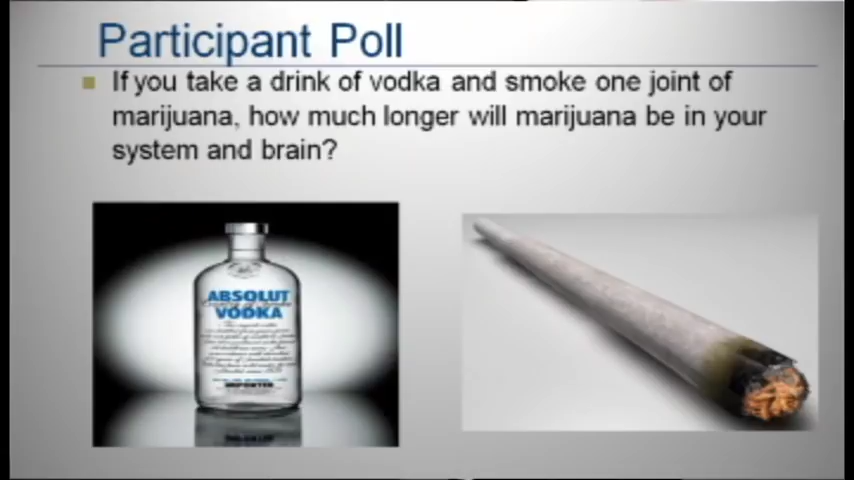 Participant Poll
If you take a drink of vodka and smoke one joint of
marijuana, how much longer will marijuana be in your
system and brain?
ABSOLUT
VODKA
IMPORTED